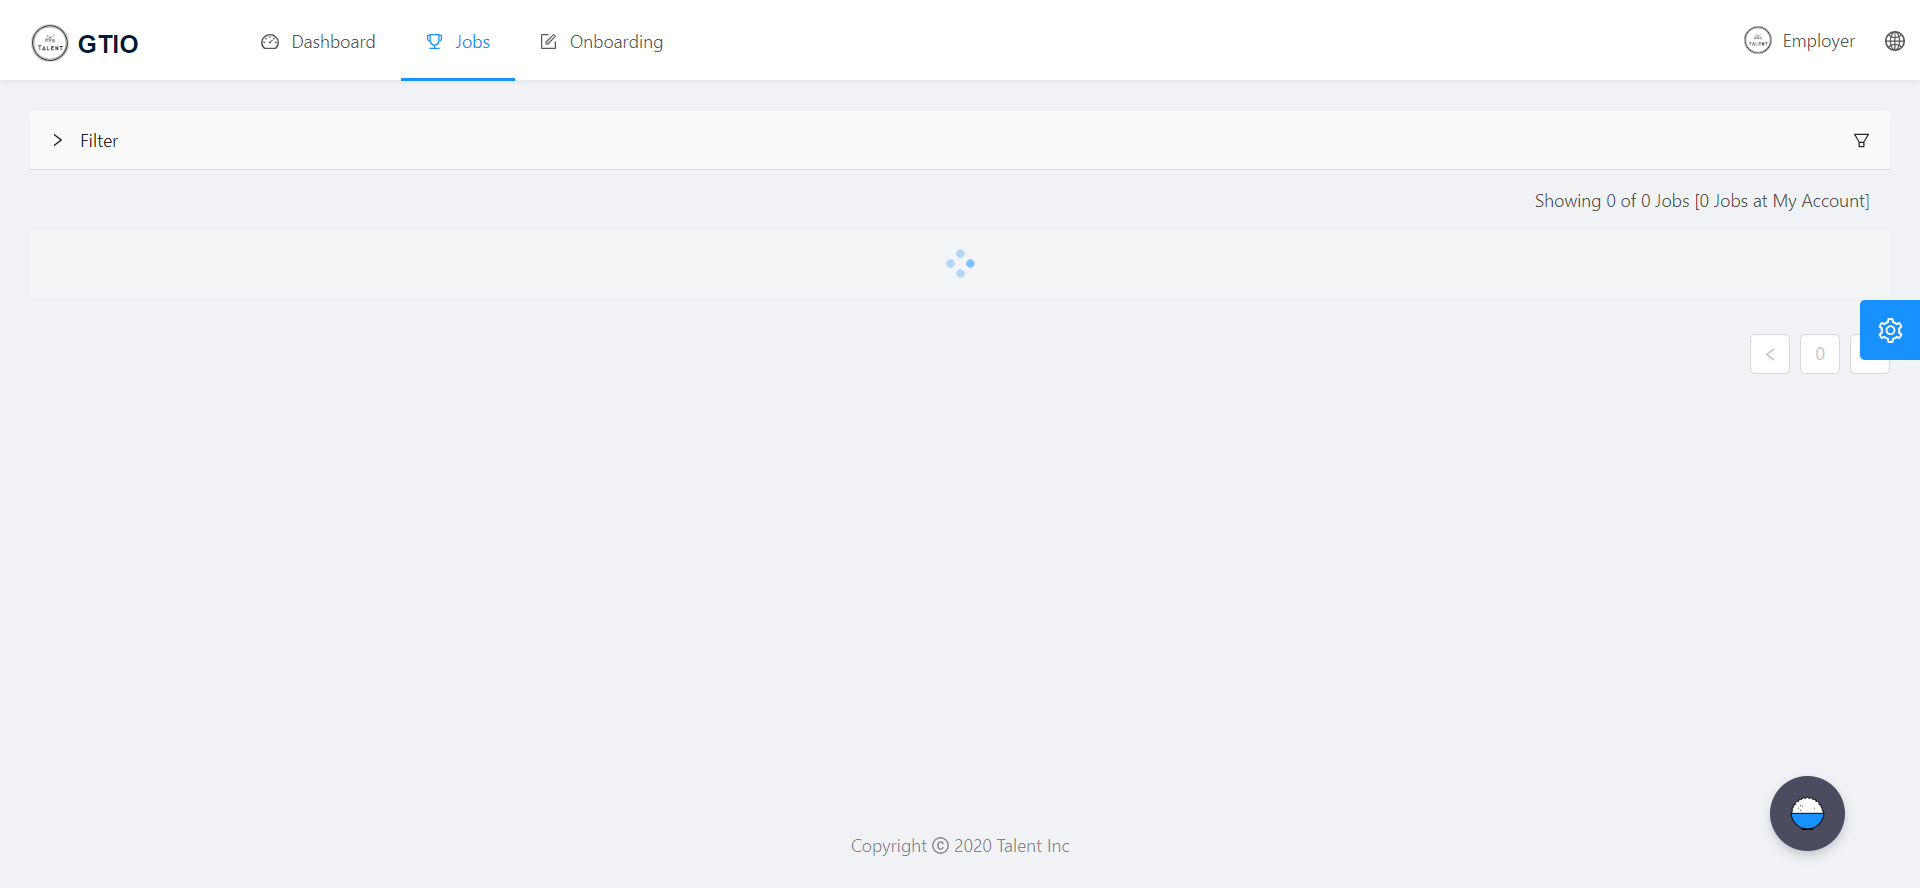 TALENT GTIO Dashboard Jobs Onboarding TALENT Employer
Filter
Showing 0 of 0 Jobs [0 Jobs at My Account]
0
Copyright © 2020 Talent Inc